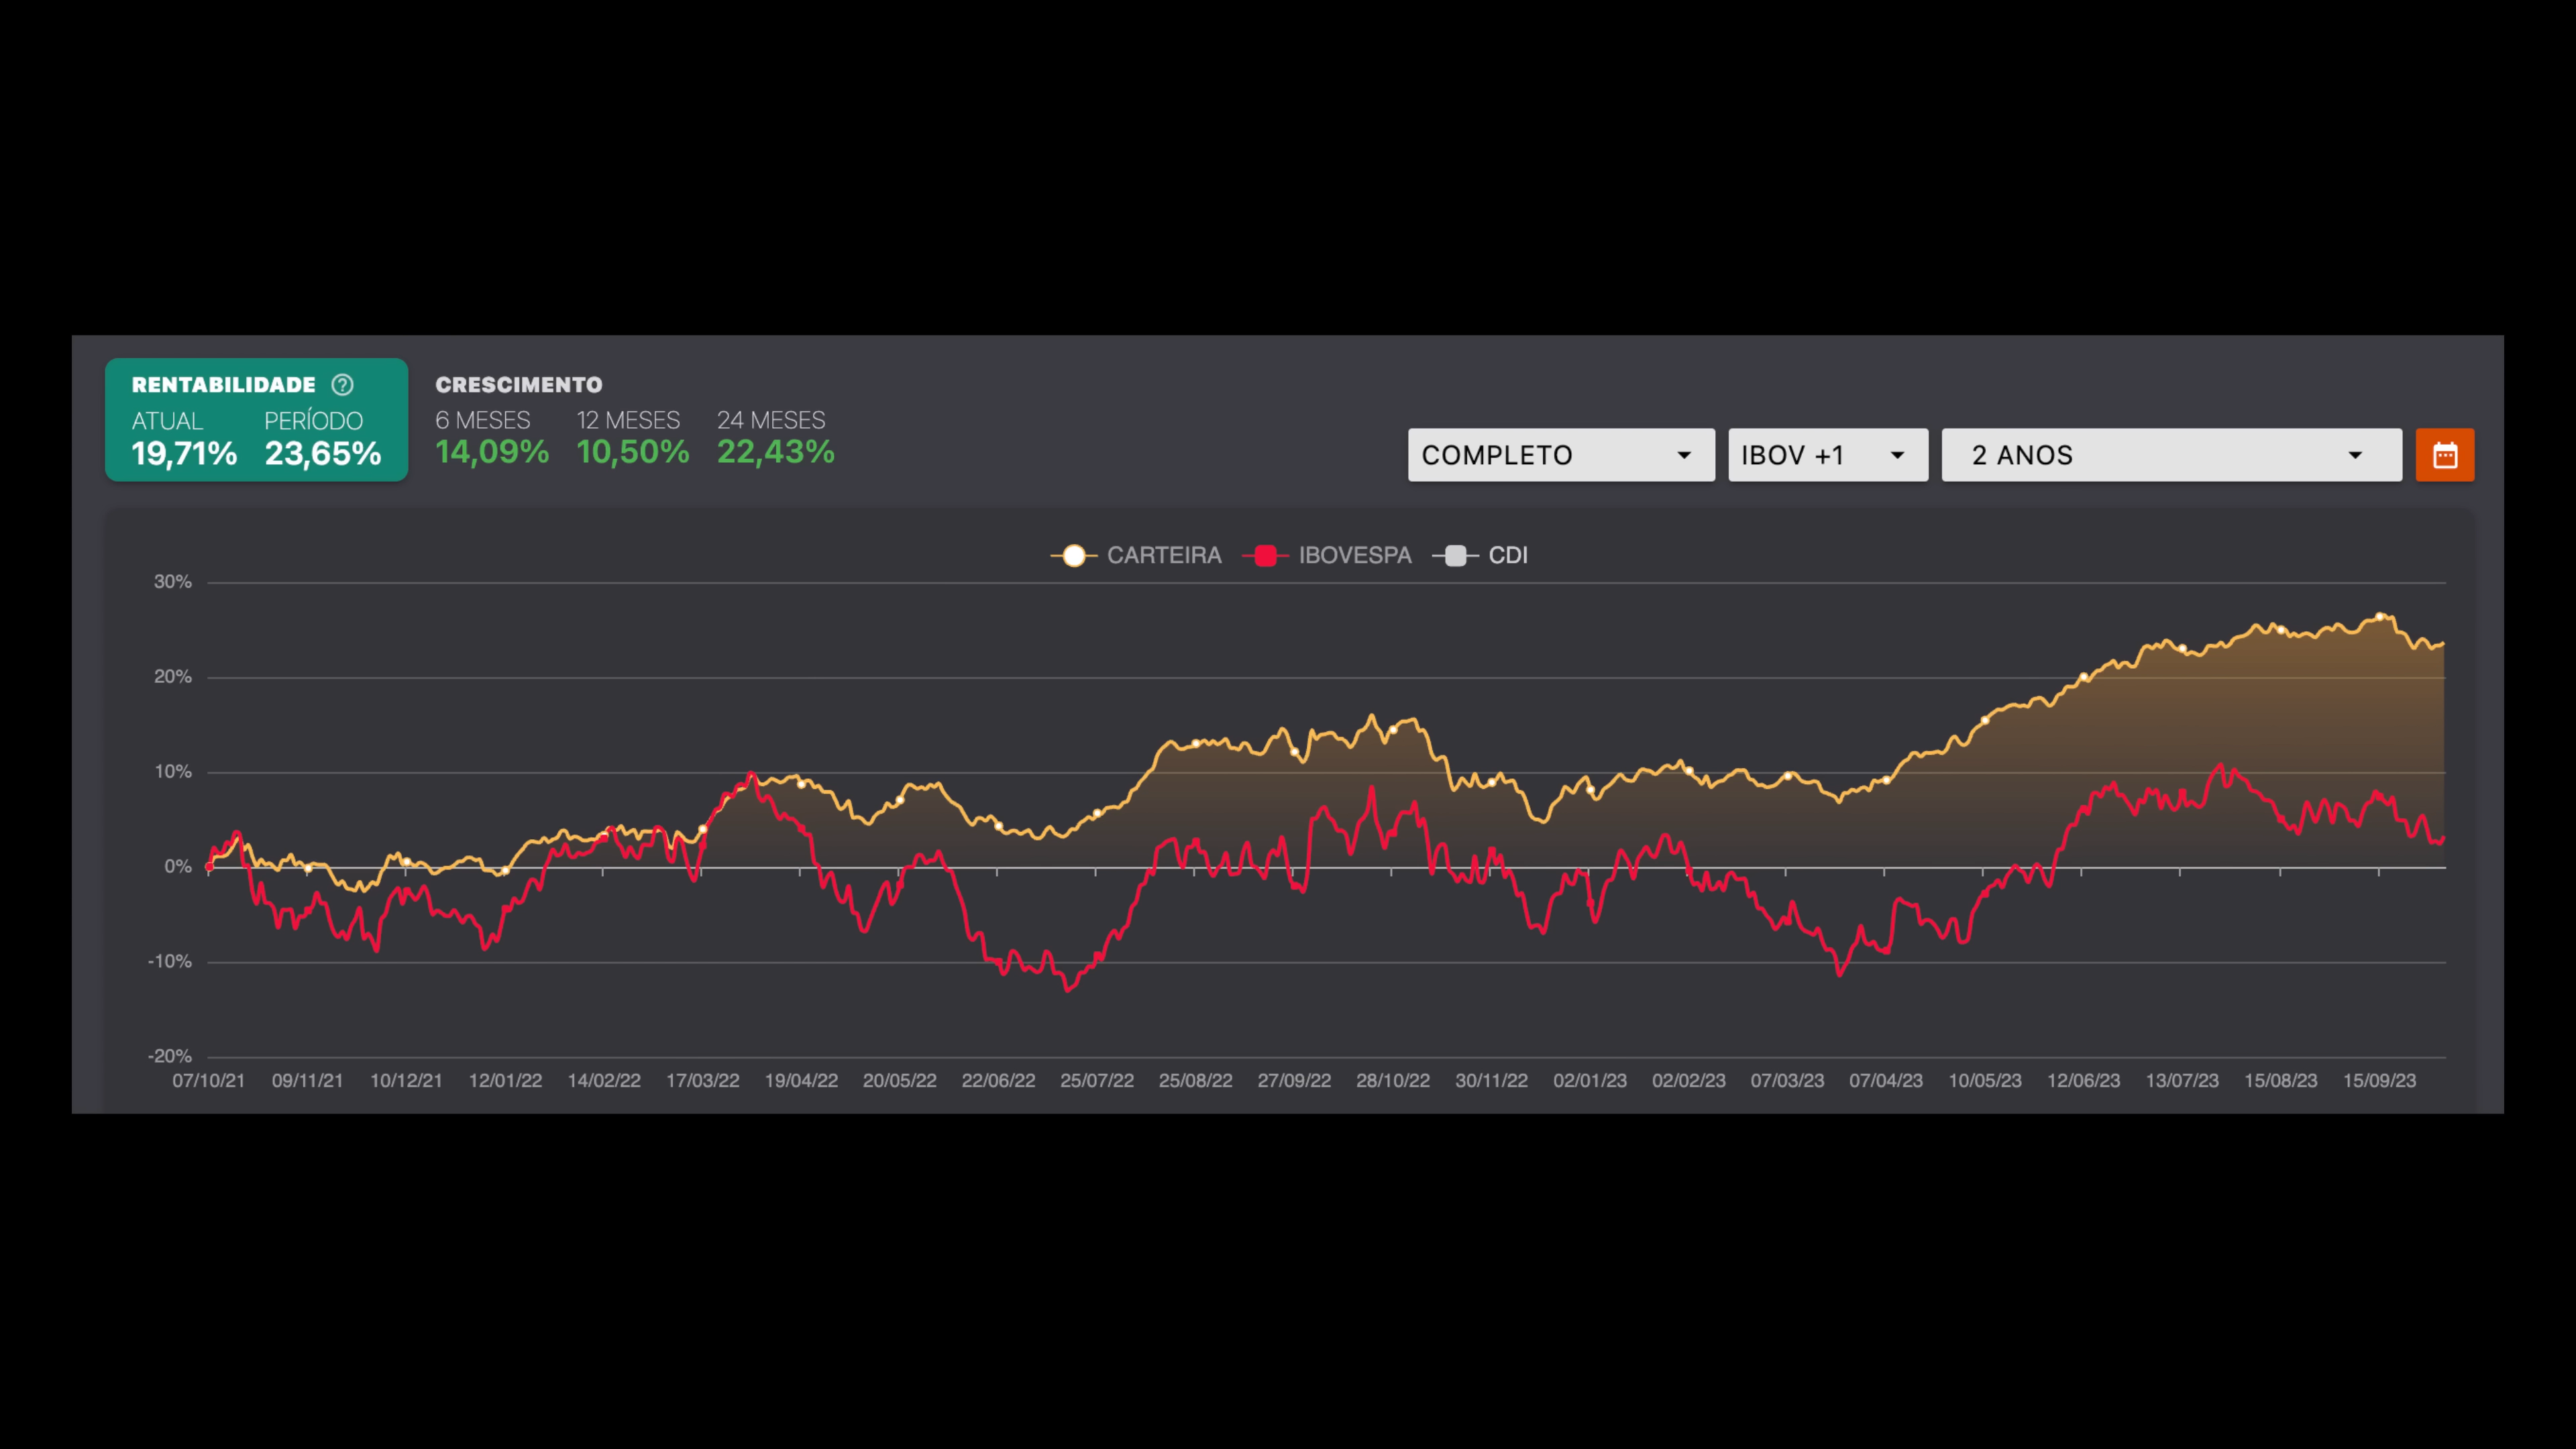 RENTABILIDADE ?
ATUAL PERÍODO
19,71% 23,65%
CRESCIMENTO
6 MESES 12 MESES 24 MESES
14,09% 10,50% 22,43%
COMPLETO IBOV +1 2 ANOS
CARTEIRA IBOVESPA CDI
30%
20%
10%
0%
-10%
-20%
07/10/21 09/11/21 10/12/21 12/01/22 14/02/22 17/03/22 19/04/22 20/05/22 22/06/22 25/07/22 25/08/22 27/09/22 28/10/22 30/11/22 02/01/23 02/02/23 07/03/23 07/04/23 10/05/23 12/06/23 13/07/23 15/08/23 15/09/23